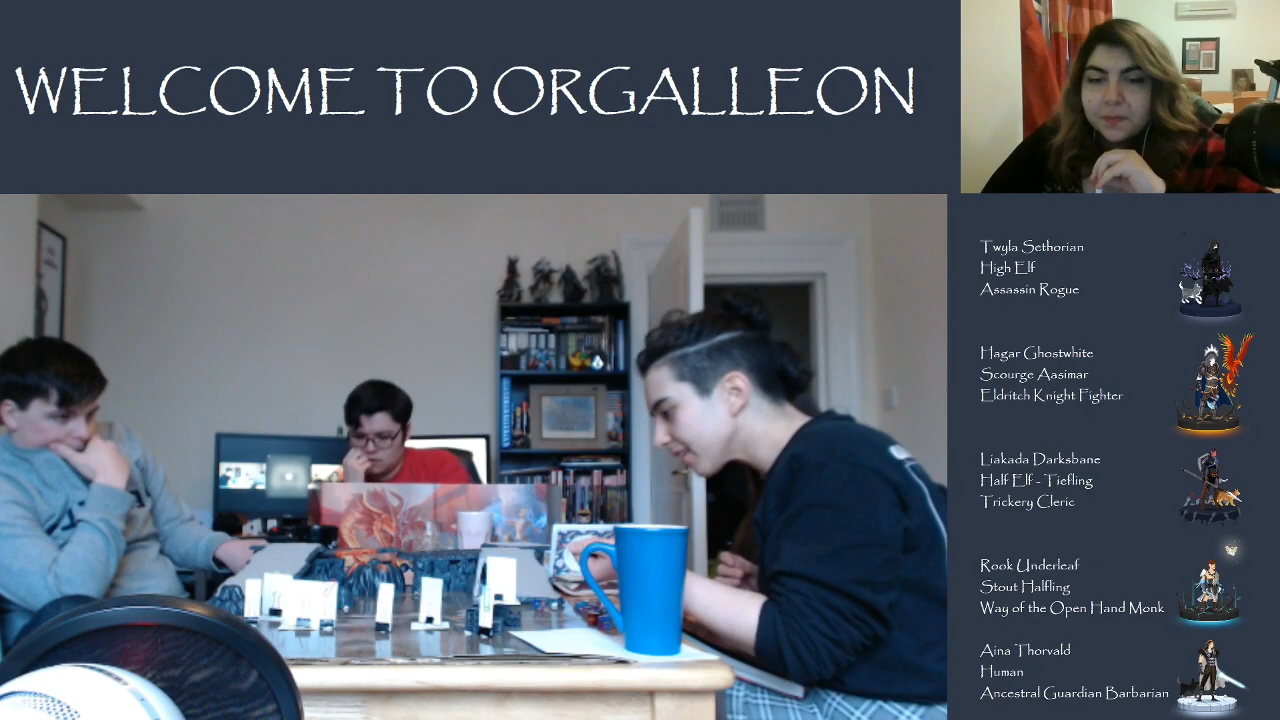 WELCOME TO ORGALLEON
Twyla Sethorian
High Elf
Assassin Rogue
Hagar Ghostwhite
Scourge Aasimar
Eldritch Knight Fighter
Liakada Darksbane
Half Elf - Tiefling
Trickery Cleric
Rook Underleaf
Stout Halfling
Way of the Open Hand Monk
Aina Thorvald
Human
Ancestral Guardian Barbarian